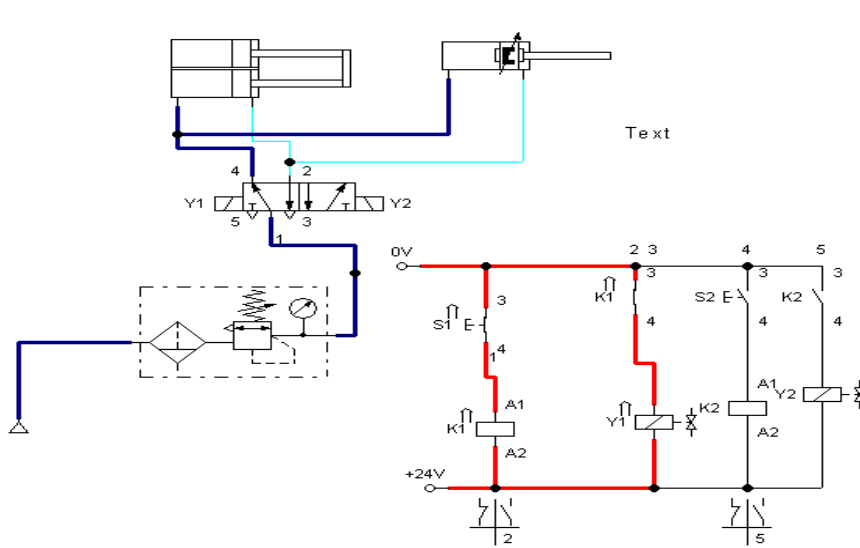 Text
4 2
Y1 Y2
5 3
1
0V 2 3 4 5
3 3 3
K1 S2 K2
3
S1
4 4 4
1 4
A1 A1
K1 Y1 K2 Y2
A2 A2
+24V
2 5